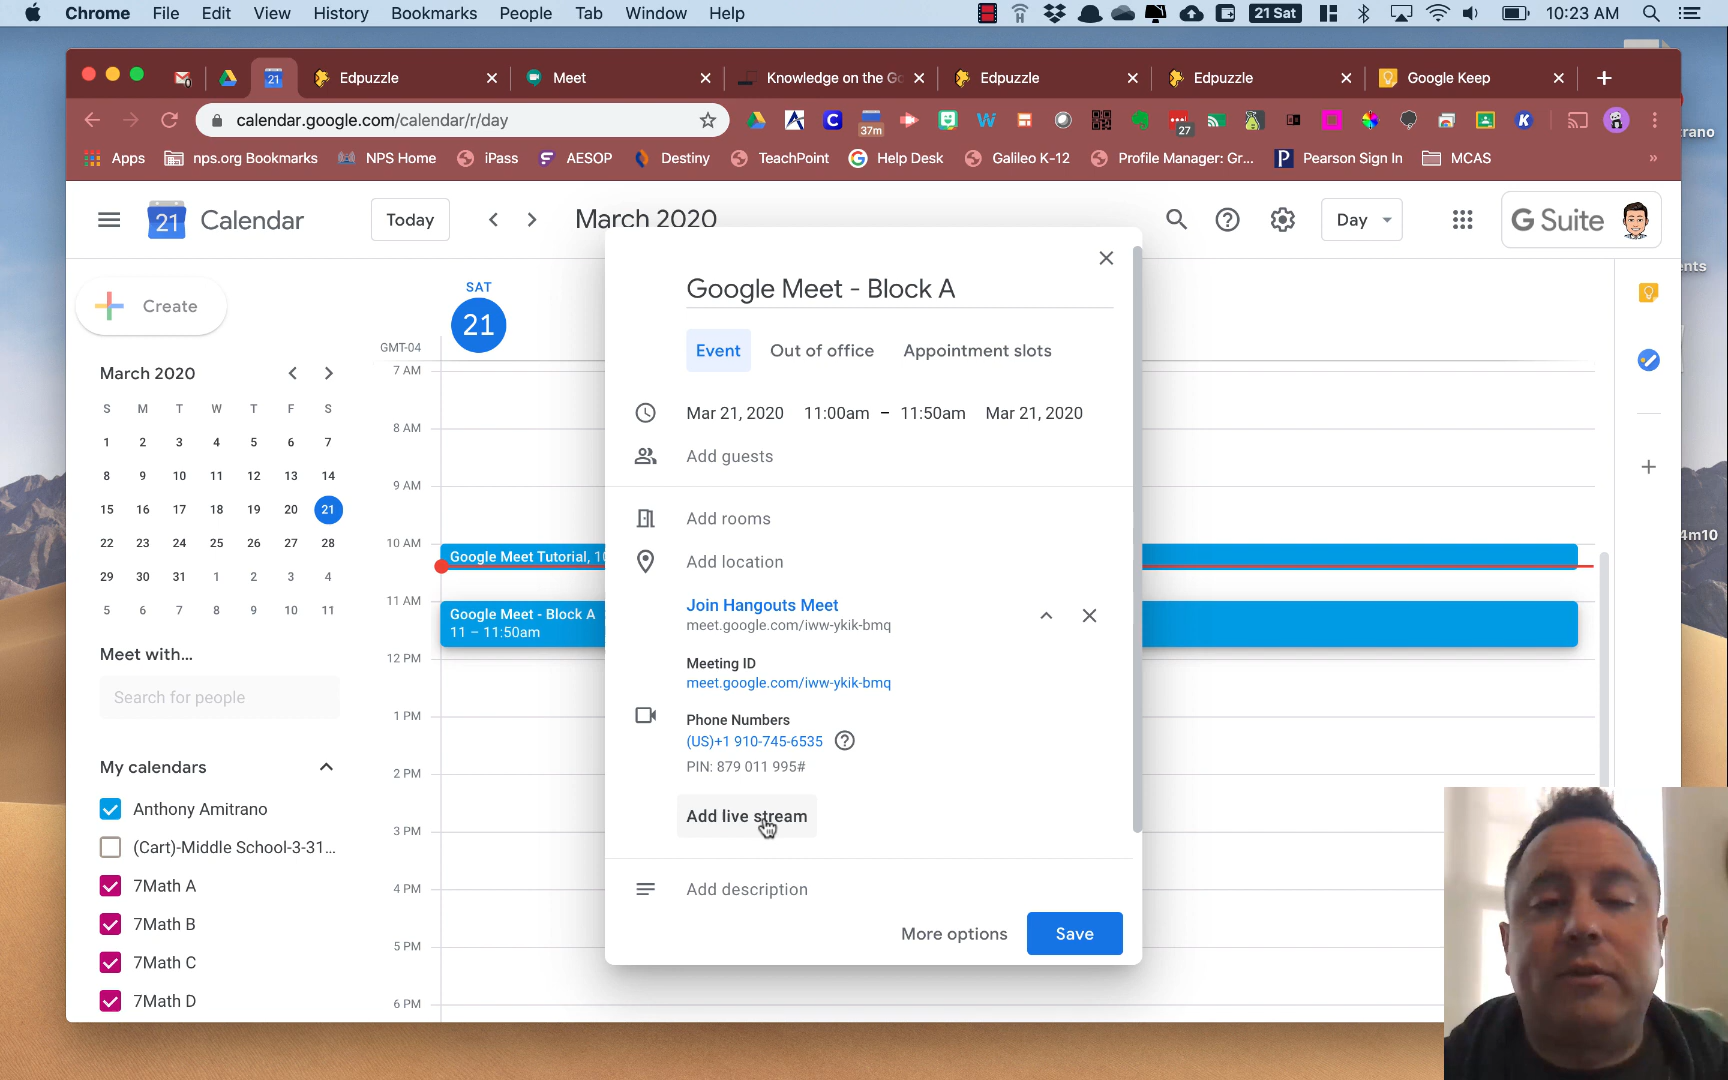 Chrome File Edit View History Bookmarks People Tab Window Help 21 Sat 10:23 AM
21 Edpuzzle Meet Knowledge on the Go Edpuzzle Edpuzzle Google Keep
calendar.google.com/calendar/r/day 37m 27
Apps nps.org Bookmarks NPS Home iPass AESOP Destiny TeachPoint Help Desk Galileo K-12 Profile Manager: Gr... Pearson Sign In MCAS »
21 Calendar Today March 2020 Day G Suite
Create
SAT
21
GMT-04
March 2020
S M T W T F S
1 2 3 4 5 6 7
8 9 10 11 12 13 14
15 16 17 18 19 20 21
22 23 24 25 26 27 28
29 30 31 1 2 3 4
5 6 7 8 9 10 11
Meet with...
Search for people
My calendars
Anthony Amitrano
(Cart)-Middle School-3-31...
7Math A
7Math B
7Math C
7Math D
7 AM
8 AM
9 AM
10 AM
11 AM
12 PM
1 PM
2 PM
3 PM
4 PM
5 PM
6 PM
Google Meet Tutorial, 10
Google Meet - Block A
11 – 11:50am
Google Meet - Block A
Event Out of office Appointment slots
Mar 21, 2020 11:00am – 11:50am Mar 21, 2020
Add guests
Add rooms
Add location
Join Hangouts Meet
meet.google.com/iww-ykik-bmq
Meeting ID
meet.google.com/iww-ykik-bmq
Phone Numbers
(US)+1 910-745-6535
PIN: 879 011 995#
Add live stream
Add description
More options Save
trano
ents
4m10